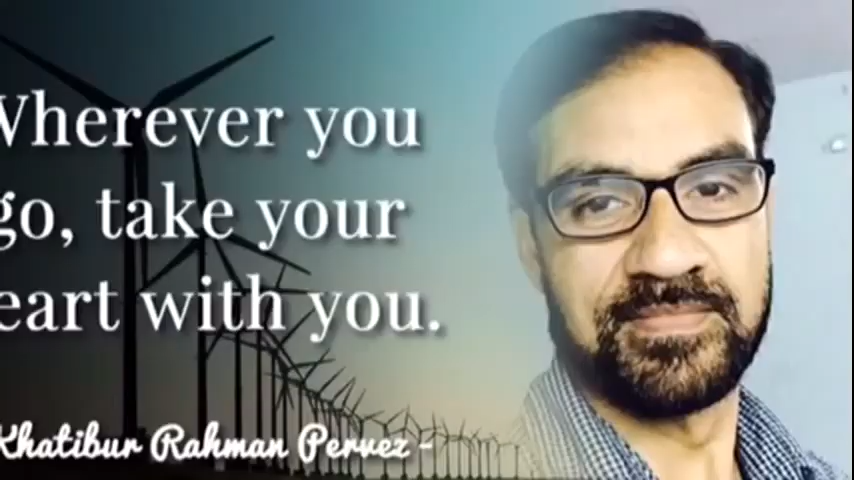 Wherever you
go, take your
eart with you.
Khatibur Rahman Pervez -